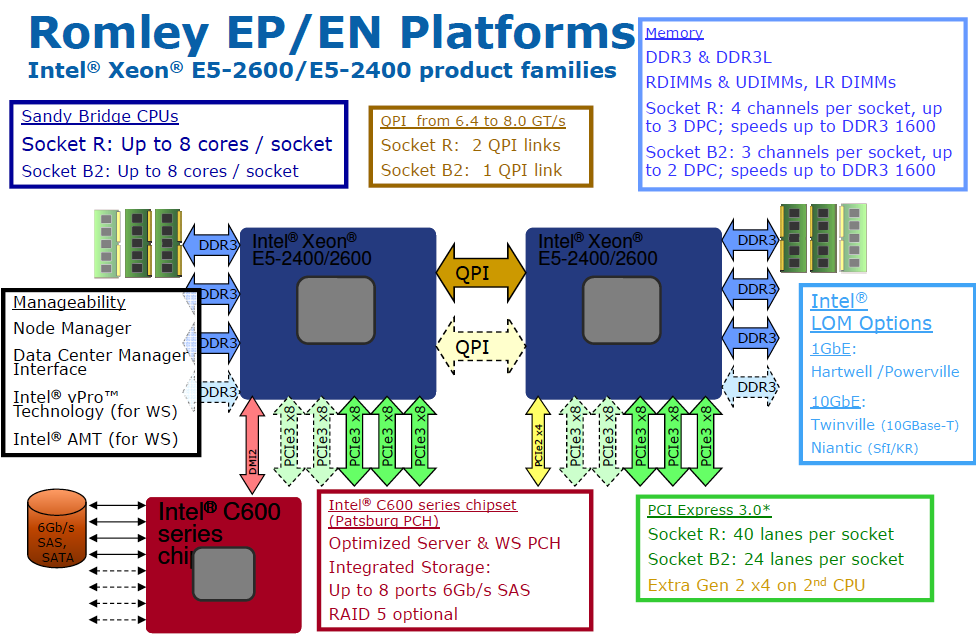 Romley EP/EN Platforms
Intel® Xeon® E5-2600/E5-2400 product families
Memory
DDR3 & DDR3L
RDIMMs & UDIMMs, LR DIMMs
Socket R: 4 channels per socket, up
to 3 DPC; speeds up to DDR3 1600
Socket B2: 3 channels per socket, up
to 2 DPC; speeds up to DDR3 1600
Sandy Bridge CPUs
Socket R: Up to 8 cores / socket
Socket B2: Up to 8 cores / socket
QPI from 6.4 to 8.0 GT/s
Socket R: 2 QPI links
Socket B2: 1 QPI link
DDR3
DDR3
DDR3
DDR3
Intel® Xeon®
E5-2400/2600
QPI
QPI
Intel® Xeon®
E5-2400/2600
DDR3
DDR3
DDR3
DDR3
Manageability
Node Manager
Data Center Manager
Interface
Intel® vPro™
Technology (for WS)
Intel® AMT (for WS)
Intel®
LOM Options
1GbE:
Hartwell /Powerville
10GbE:
Twinville (10GBase-T)
Niantic (SfI/KR)
DMI2
PCIe3 x8
PCIe3 x8
PCIe3 x8
PCIe3 x8
PCIe3 x8
PCIe2 x4
PCIe3 x8
PCIe3 x8
PCIe3 x8
PCIe3 x8
PCIe3 x8
6Gb/s
SAS,
SATA
Intel® C600
series
chip
Intel® C600 series chipset
(Patsburg PCH)
Optimized Server & WS PCH
Integrated Storage:
Up to 8 ports 6Gb/s SAS
RAID 5 optional
PCI Express 3.0*
Socket R: 40 lanes per socket
Socket B2: 24 lanes per socket
Extra Gen 2 x4 on 2nd CPU